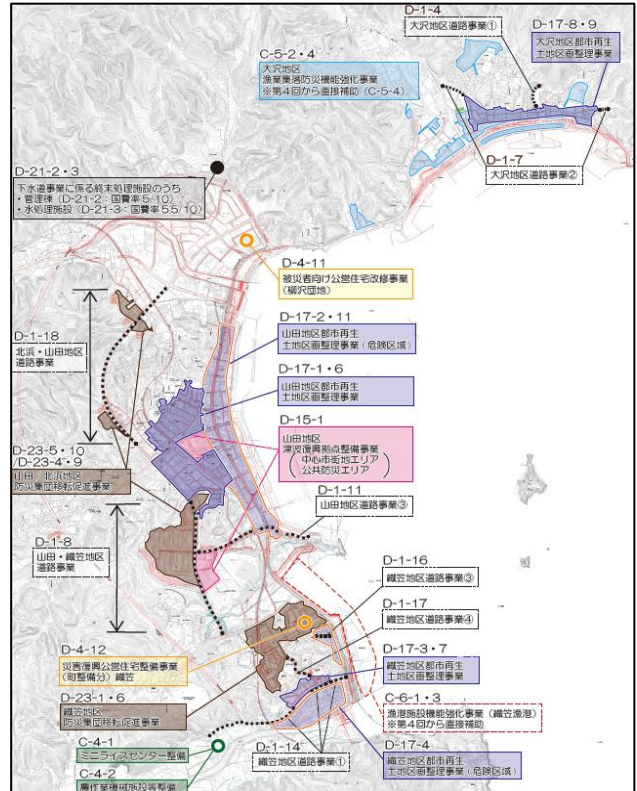 D-1-4
大沢地区道路事業①
D-17-8・9
大沢地区都市再生
土地区画整理事業
C-5-2・4
大沢地区
漁業集落防災機能強化事業
※第4回から直接補助（C-5-4）
D-1-7
大沢地区道路事業②
D-21-2・3
下水道事業に係る終末処理施設のうち
・管理棟（D-21-2：国費率5/10）
・水処理施設（D-21-3：国費率5.5/10）
D-4-11
被災者向け公営住宅改修事業
（柳沢団地）
D-17-2・11
山田地区都市再生
土地区画整理事業（危険区域）
D-1-18
北浜・山田地区
道路事業
D-17-1・6
山田地区都市再生
土地区画整理事業
D-15-1
山田地区
津波復興拠点整備事業
（中心市街地エリア
公共防災エリア）
D-23-5・10
/D-23-4・9
山田・北浜地区
防災集団移転促進事業
D-1-11
山田地区道路事業③
D-1-8
山田・織笠地区
道路事業
D-1-16
織笠地区道路事業③
D-1-17
織笠地区道路事業④
D-4-12
災害復興公営住宅整備事業
（町整備分）織笠
D-17-3・7
織笠地区都市再生
土地区画整理事業
D-23-1・6
織笠地区
防災集団移転促進事業
C-6-1・3
漁港施設機能強化事業（織笠漁港）
※第4回から直接補助
C-4-1
ミニライスセンター整備
D-1-14
織笠地区道路事業①
D-17-4
織笠地区都市再生
土地区画整理事業（危険区域）
C-4-2
農作業機械施設等整備